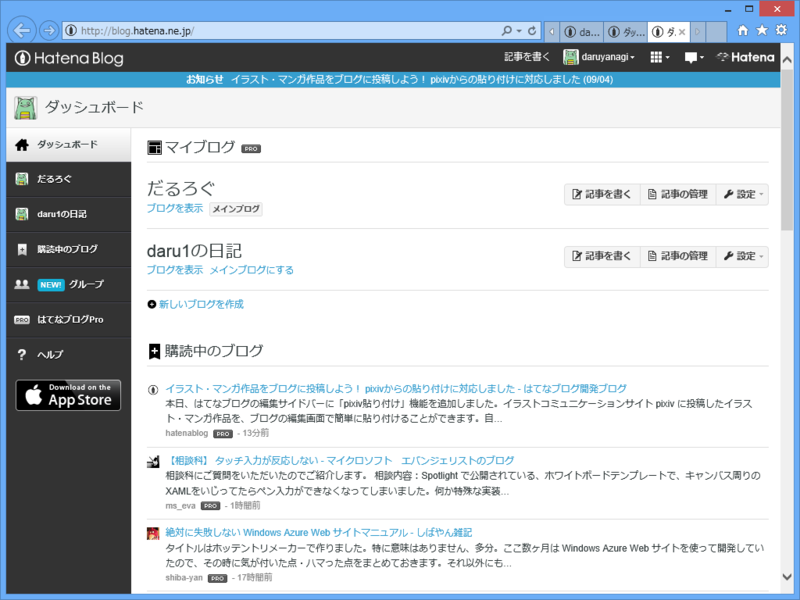 http://blog.hatena.ne.jp/
da...
ダッ...
ダ.
Hatena Blog
記事を書く
daruyanagi
Hatena
お知らせ イラスト・マンガ作品をブログに投稿しよう！ pixivからの貼り付けに対応しました (09/04)
ダッシュボード
ダッシュボード
だるろぐ
daru1の日記
購読中のブログ
NEW! グループ
PRO はてなブログPro
? ヘルプ
Download on the
App Store
マイブログ PRO
だるろぐ
ブログを表示 メインブログ
記事を書く 記事の管理 設定
daru1の日記
ブログを表示 メインブログにする
記事を書く 記事の管理 設定
新しいブログを作成
購読中のブログ
イラスト・マンガ作品をブログに投稿しよう！ pixivからの貼り付けに対応しました - はてなブログ開発ブログ
本日、はてなブログの編集サイドバーに「pixiv貼り付け」機能を追加しました。イラストコミュニケーションサイト pixiv に投稿したイラス
ト・マンガ作品を、ブログの編集画面で簡単に貼り付けることができます。目...
hatenablog PRO - 13分前
【相談科】 タッチ入力が反応しない - マイクロソフト エバンジェリストのブログ
相談科にご質問をいただいたのでご紹介します。 相談内容：Spotlight で公開されている、ホワイトボードテンプレートで、キャンバス周りの
XAMLをいじってたらペン入力ができなくなってしまいました。何か特殊な実装...
ms_eva PRO - 1時間前
絶対に失敗しない Windows Azure Web サイトマニュアル - しばやん雑記
タイトルはホッテントリメーカーで作りました。特に意味はありません、多分。ここ数ヶ月は Windows Azure Web サイトを使って開発してい
たので、その時に気が付いた点・ハマった点をまとめておきます。それ以外にも...
shiba-yan PRO - 17時間前